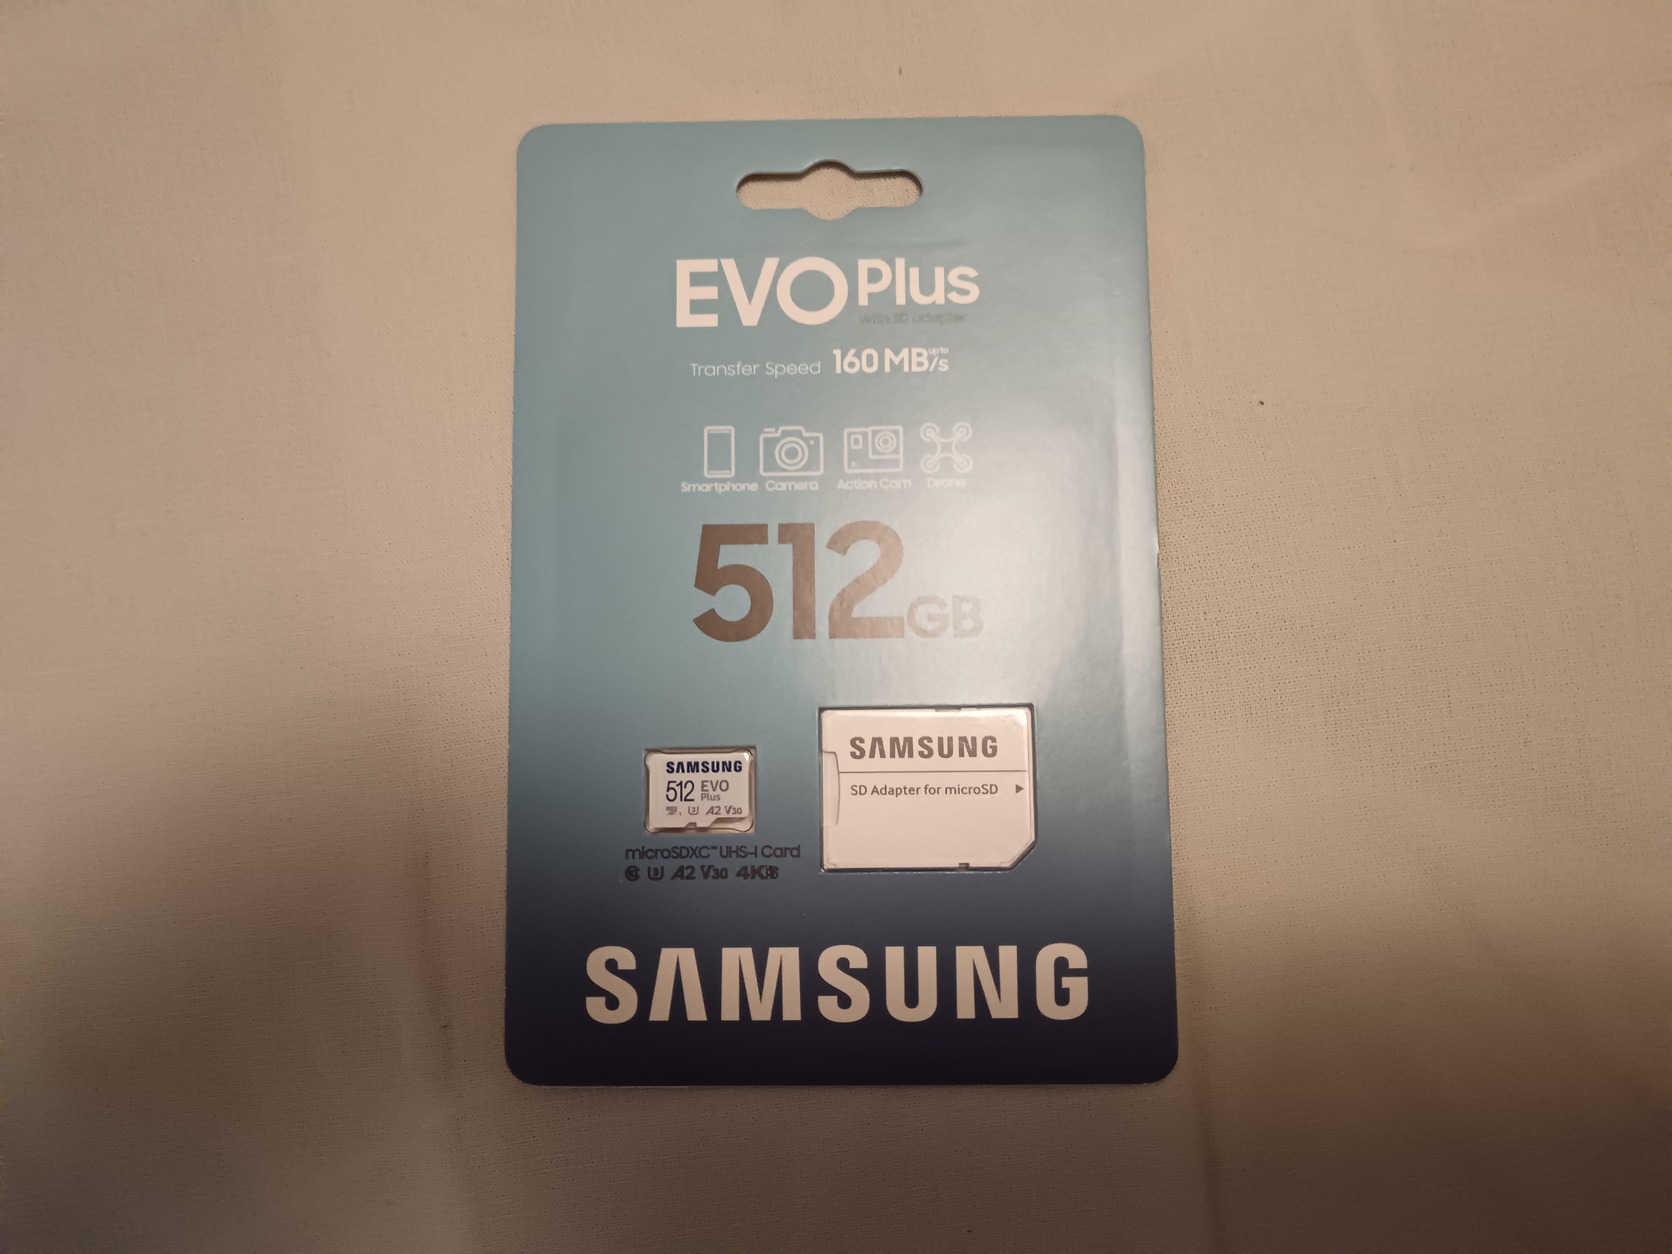 EVO Plus
with SD adapter
Transfer Speed up to 160 MB/s
Smartphone Camera Action Cam Drone
512GB
SAMSUNG
512 EVO
Plus
U3 A2 V30
SAMSUNG
SD Adapter for microSD ▶
microSDXC™ UHS-I Card
A2 V30 4K
SAMSUNG